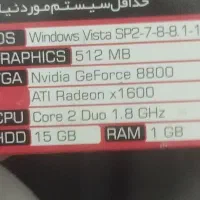 حداقل سیستم مورد نیاز
OS Windows Vista SP2-7-8-8.1-1
GRAPHICS 512 MB
VGA Nvidia GeForce 8800
ATI Radeon x1600
CPU Core 2 Duo 1.8 GHz
HDD 15 GB RAM 1 GB